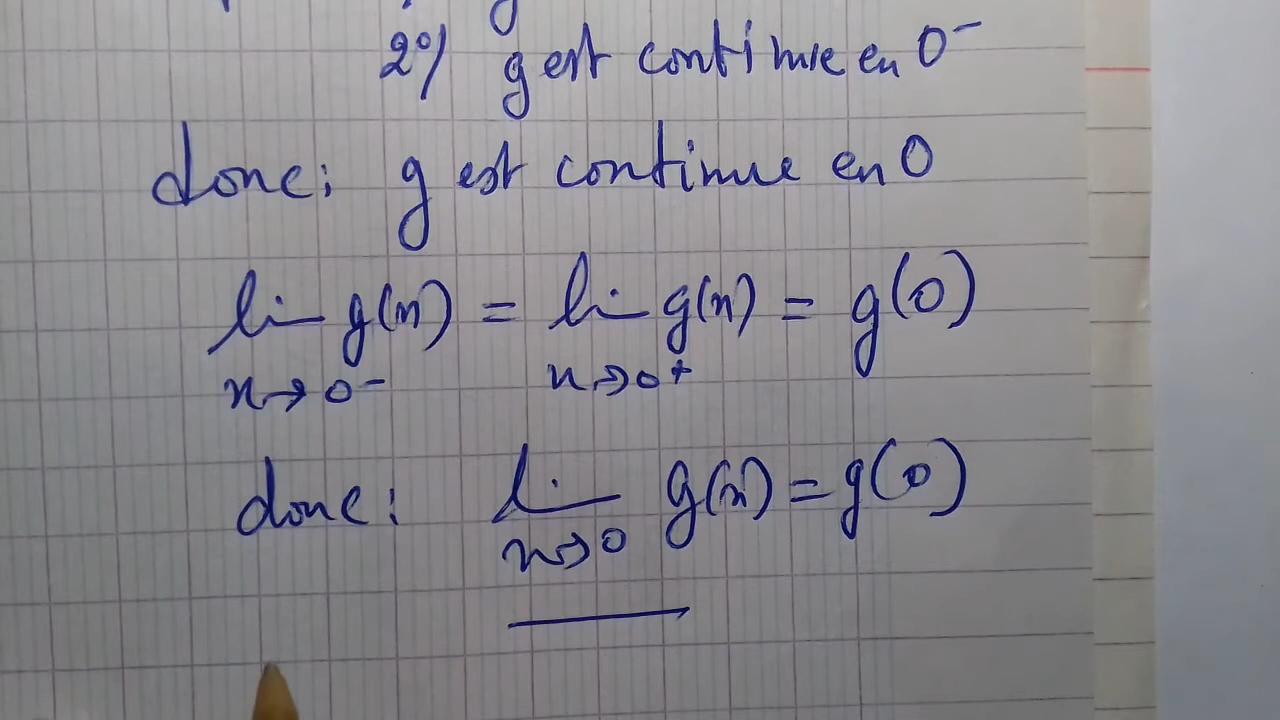 2°/ g est continue en 0⁻
donc: g est continue en 0
lim g(x) = lim g(x) = g(0)
x→0⁻ x→0⁺
donc: lim g(x) = g(0)
x→0